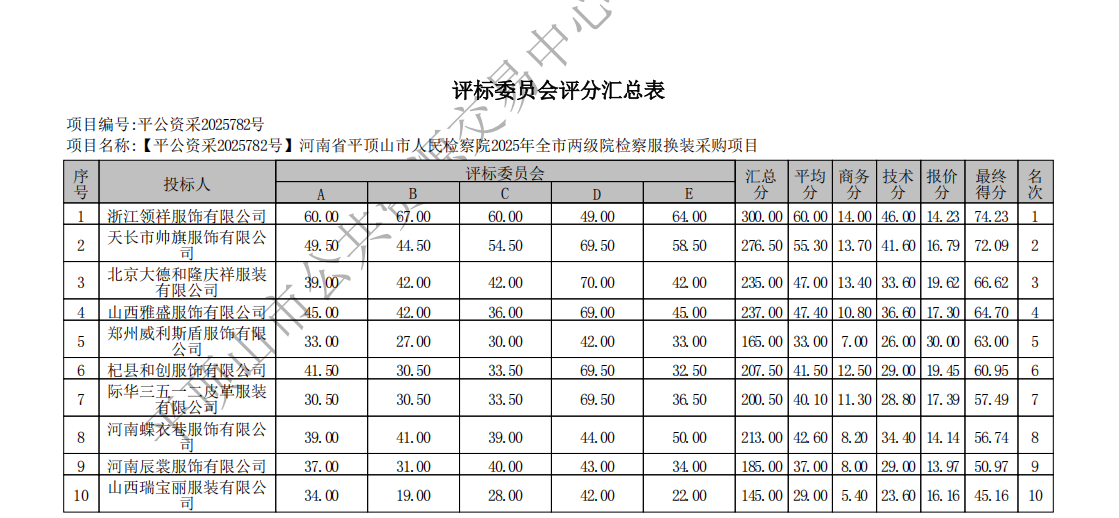 评标委员会评分汇总表
项目编号:平公资采2025782号
项目名称:【平公资采2025782号】河南省平顶山市人民检察院2025年全市两级院检察服换装采购项目
序号 投标人 评标委员会 汇总分 平均分 商务分 技术分 报价分 最终得分 名次
A B C D E
1 浙江领祥服饰有限公司 60.00 67.00 60.00 49.00 64.00 300.00 60.00 14.00 46.00 14.23 74.23 1
2 天长市帅旗服饰有限公司 49.50 44.50 54.50 69.50 58.50 276.50 55.30 13.70 41.60 16.79 72.09 2
3 北京大德和隆庆祥服装有限公司 39.00 42.00 42.00 70.00 42.00 235.00 47.00 13.40 33.60 19.62 66.62 3
4 山西雅盛服饰有限公司 45.00 42.00 36.00 69.00 45.00 237.00 47.40 10.80 36.60 17.30 64.70 4
5 郑州威利斯盾服饰有限公司 33.00 27.00 30.00 42.00 33.00 165.00 33.00 7.00 26.00 30.00 63.00 5
6 杞县和创服饰有限公司 41.50 30.50 33.50 69.50 32.50 207.50 41.50 12.50 29.00 19.45 60.95 6
7 际华三五一二皮革服装有限公司 30.50 30.50 33.50 69.50 36.50 200.50 40.10 11.30 28.80 17.39 57.49 7
8 河南蝶衣巷服饰有限公司 39.00 41.00 39.00 44.00 50.00 213.00 42.60 8.20 34.40 14.14 56.74 8
9 河南辰裳服饰有限公司 37.00 31.00 40.00 43.00 34.00 185.00 37.00 8.00 29.00 13.97 50.97 9
10 山西瑞宝丽服装有限公司 34.00 19.00 28.00 42.00 22.00 145.00 29.00 5.40 23.60 16.16 45.16 10
平顶山市公共资源交易中心